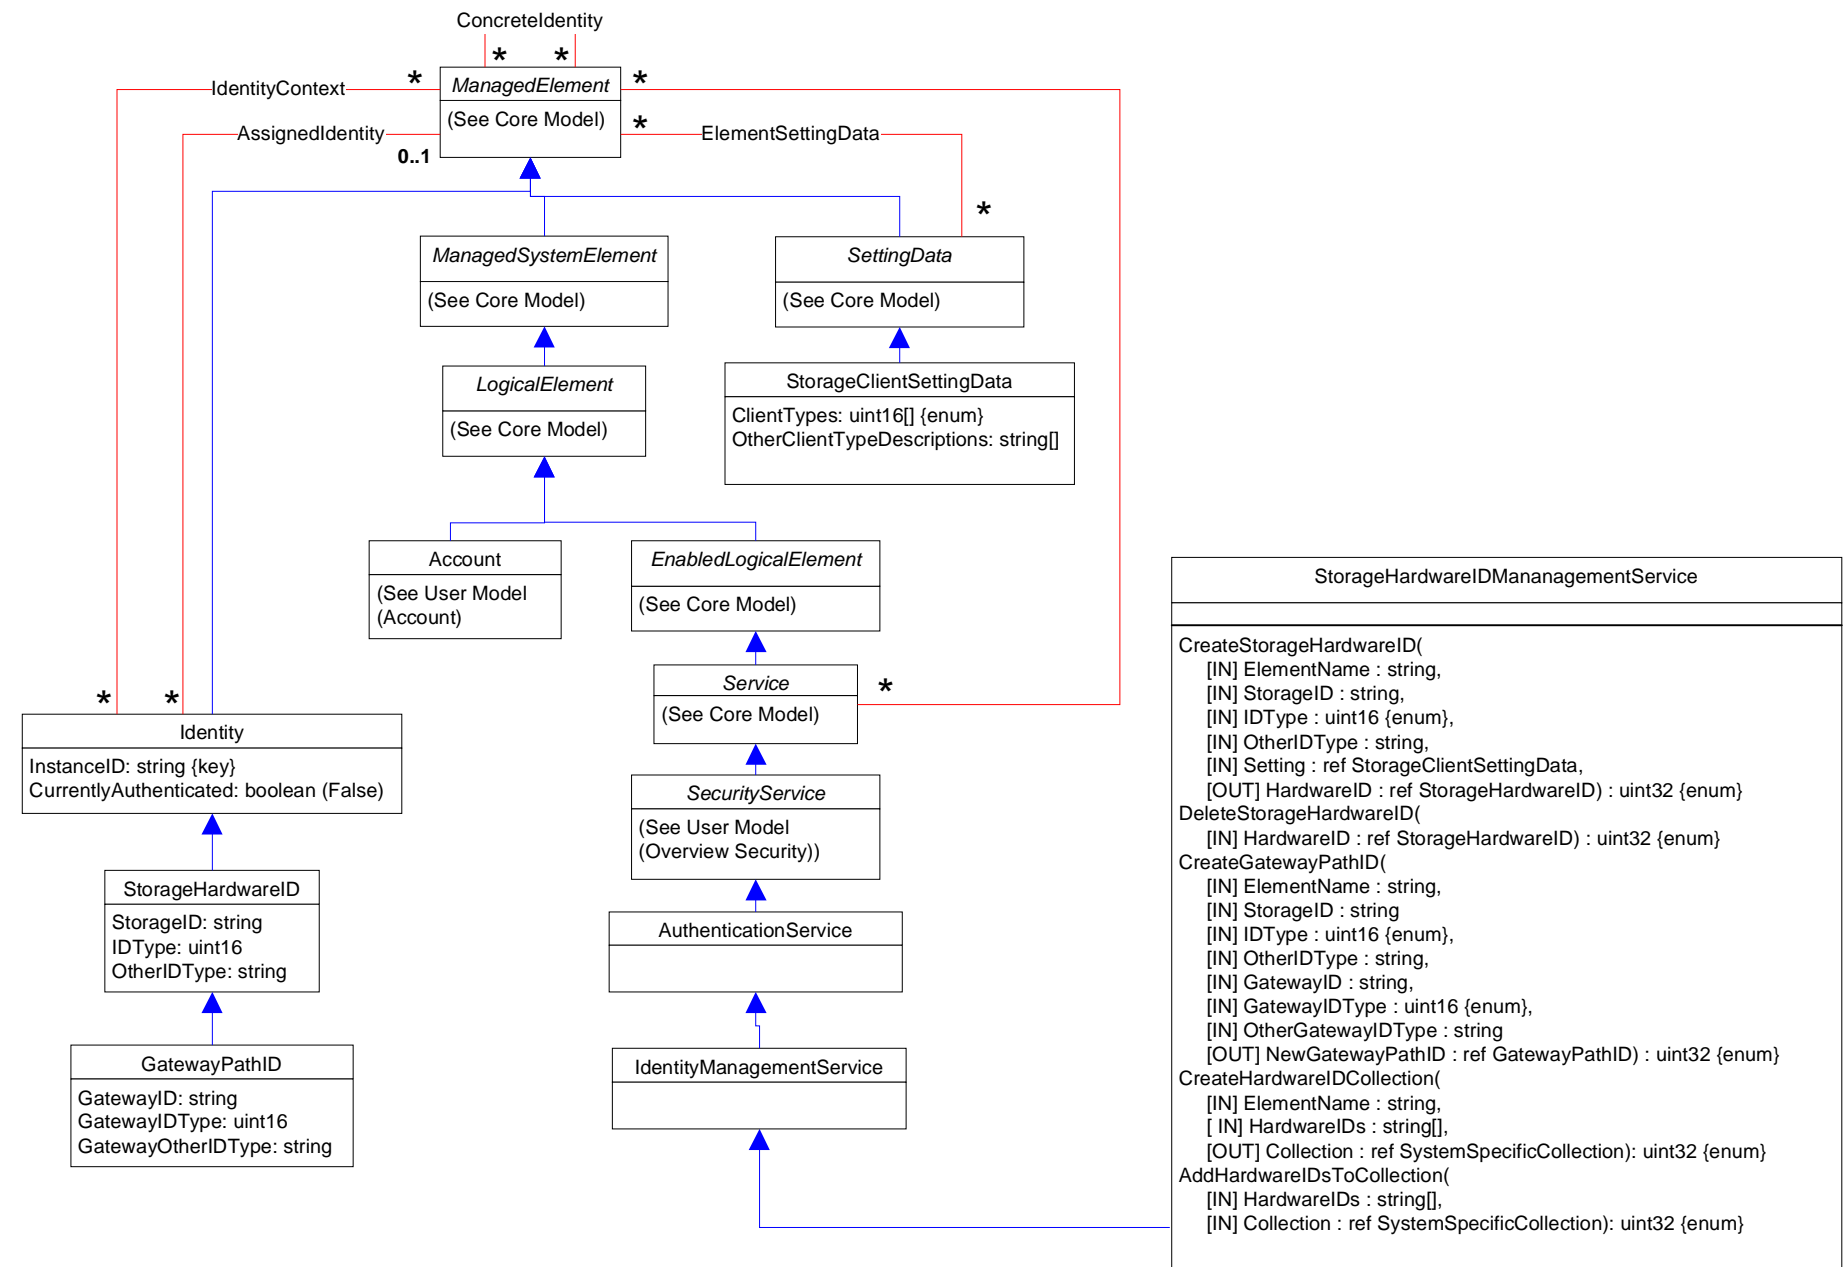 ConcreteIdentity
*
*
*
ManagedElement
*
IdentityContext
(See Core Model)
*
AssignedIdentity
ElementSettingData
0..1
*
ManagedSystemElement
(See Core Model)
SettingData
(See Core Model)
LogicalElement
(See Core Model)
StorageClientSettingData
ClientTypes: uint16[] {enum}
OtherClientTypeDescriptions: string[]
Account
(See User Model
(Account)
EnabledLogicalElement
(See Core Model)
Service
(See Core Model)
*
*
*
Identity
InstanceID: string {key}
CurrentlyAuthenticated: boolean (False)
SecurityService
(See User Model
(Overview Security))
StorageHardwareID
StorageID: string
IDType: uint16
OtherIDType: string
AuthenticationService
GatewayPathID
GatewayID: string
GatewayIDType: uint16
GatewayOtherIDType: string
IdentityManagementService
StorageHardwareIDMananagementService
CreateStorageHardwareID(
[IN] ElementName : string,
[IN] StorageID : string,
[IN] IDType : uint16 {enum},
[IN] OtherIDType : string,
[IN] Setting : ref StorageClientSettingData,
[OUT] HardwareID : ref StorageHardwareID) : uint32 {enum}
DeleteStorageHardwareID(
[IN] HardwareID : ref StorageHardwareID) : uint32 {enum}
CreateGatewayPathID(
[IN] ElementName : string,
[IN] StorageID : string
[IN] IDType : uint16 {enum},
[IN] OtherIDType : string,
[IN] GatewayID : string,
[IN] GatewayIDType : uint16 {enum},
[IN] OtherGatewayIDType : string
[OUT] NewGatewayPathID : ref GatewayPathID) : uint32 {enum}
CreateHardwareIDCollection(
[IN] ElementName : string,
[ IN] HardwareIDs : string[],
[OUT] Collection : ref SystemSpecificCollection): uint32 {enum}
AddHardwareIDsToCollection(
[IN] HardwareIDs : string[],
[IN] Collection : ref SystemSpecificCollection): uint32 {enum}